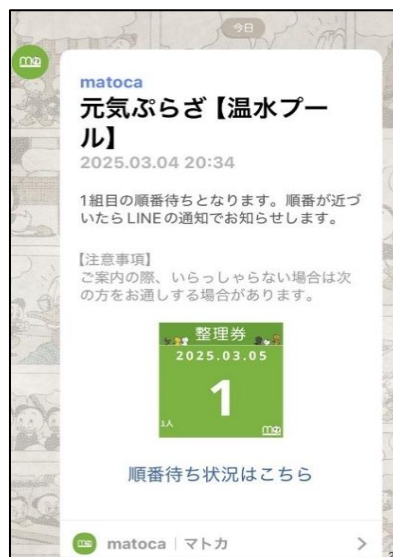 今日
matoca
元気ぷらざ【温水プー
ル】
2025.03.04 20:34
1組目の順番待ちとなります。順番が近づ
いたらLINEの通知でお知らせします。
【注意事項】
ご案内の際、いらっしゃらない場合は次
の方をお通しする場合があります。
整理券
2025.03.05
1
1人
順番待ち状況はこちら
matoca | マトカ